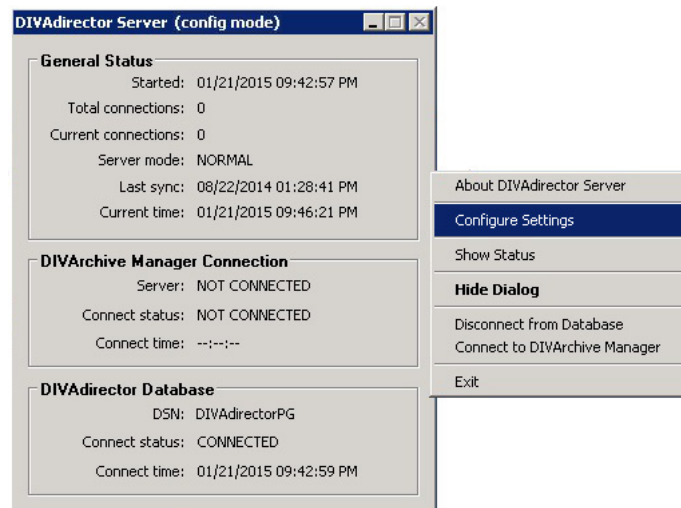 DIVAdirector Server (config mode)
General Status
Started: 01/21/2015 09:42:57 PM
Total connections: 0
Current connections: 0
Server mode: NORMAL
Last sync: 08/22/2014 01:28:41 PM
Current time: 01/21/2015 09:46:21 PM
DIVArchive Manager Connection
Server: NOT CONNECTED
Connect status: NOT CONNECTED
Connect time: --:--:--
DIVAdirector Database
DSN: DIVAdirectorPG
Connect status: CONNECTED
Connect time: 01/21/2015 09:42:59 PM
About DIVAdirector Server
Configure Settings
Show Status
Hide Dialog
Disconnect from Database
Connect to DIVArchive Manager
Exit